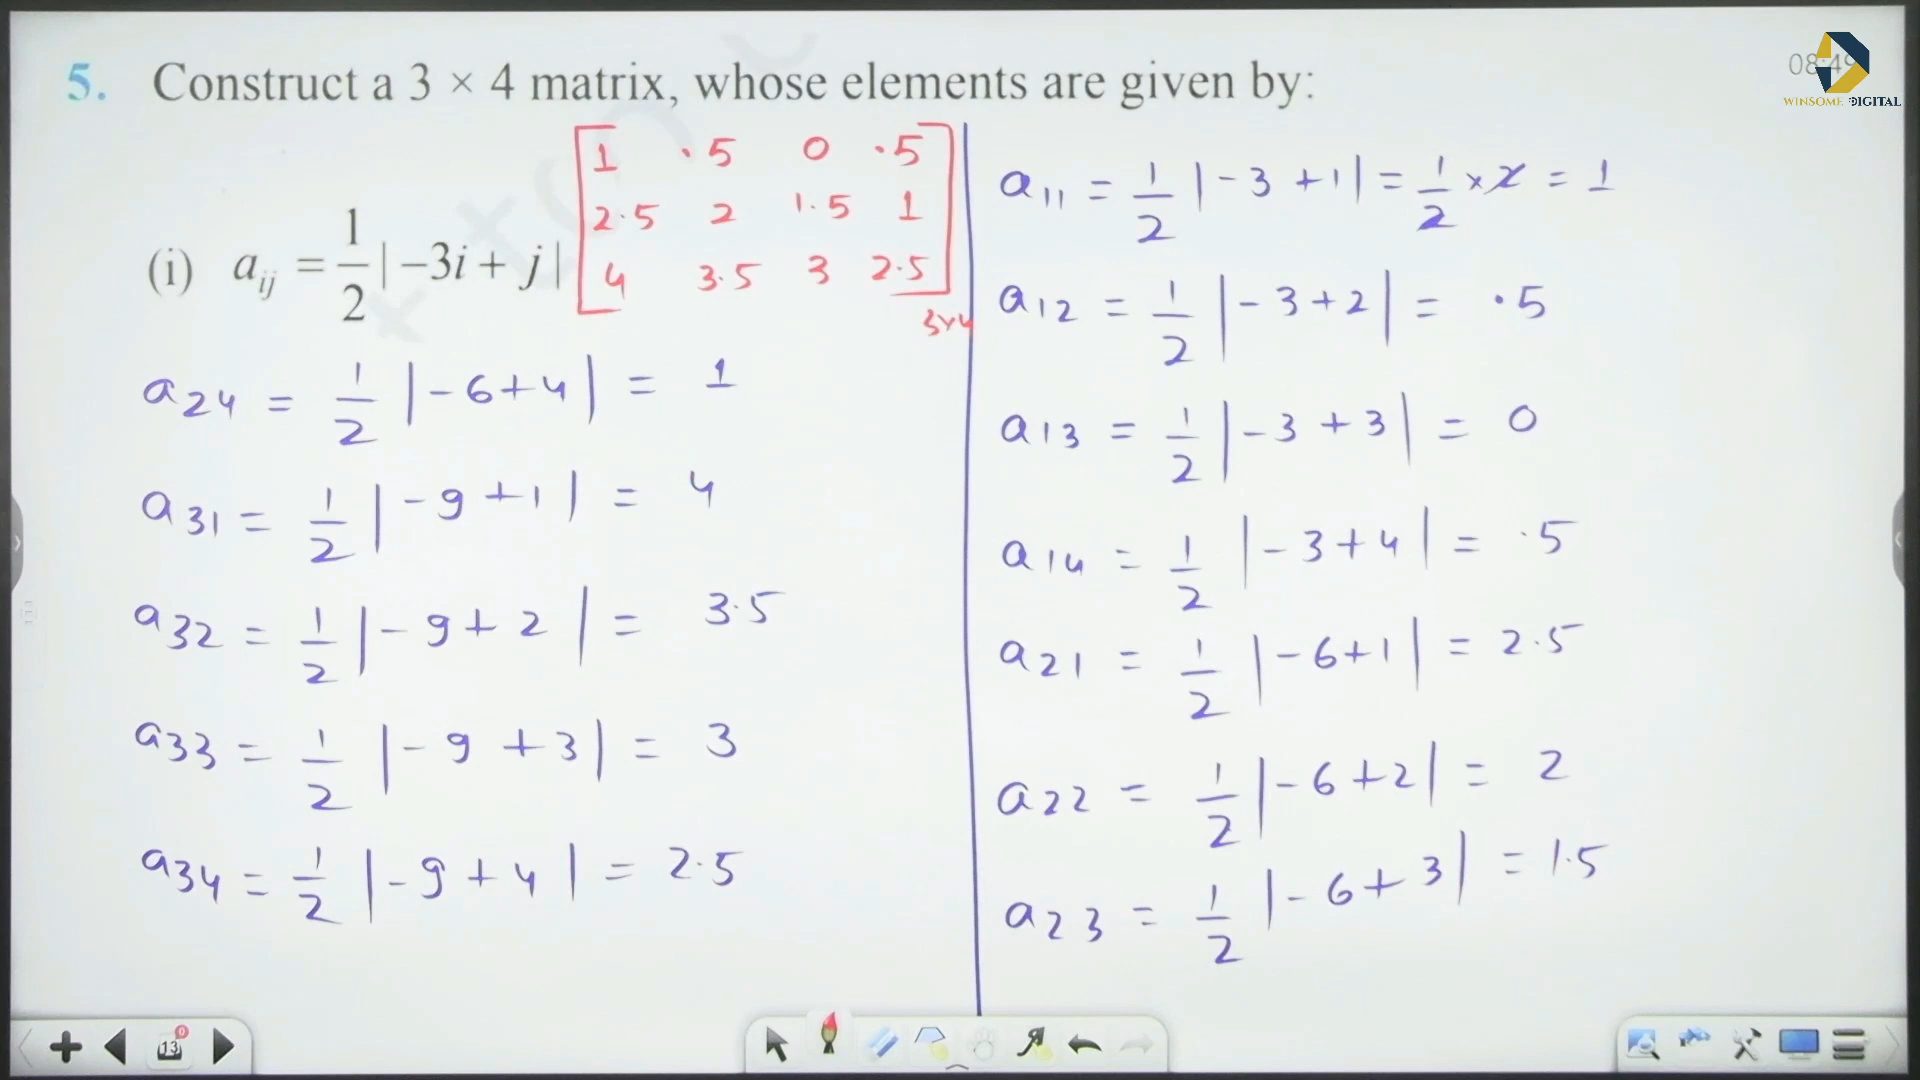 5. Construct a 3 × 4 matrix, whose elements are given by:
08:49
WINSOME DIGITAL
(i) aᵢⱼ = 1/2 |−3i + j|
1 .5 0 .5
2.5 2 1.5 1
4 3.5 3 2.5
3×4
a₁₁ = 1/2 |−3+1| = 1/2 × 2 = 1
a₁₂ = 1/2 |−3+2| = .5
a₁₃ = 1/2 |−3+3| = 0
a₁₄ = 1/2 |−3+4| = .5
a₂₁ = 1/2 |−6+1| = 2.5
a₂₂ = 1/2 |−6+2| = 2
a₂₃ = 1/2 |−6+3| = 1.5
a₂₄ = 1/2 |−6+4| = 1
a₃₁ = 1/2 |−9+1| = 4
a₃₂ = 1/2 |−9+2| = 3.5
a₃₃ = 1/2 |−9+3| = 3
a₃₄ = 1/2 |−9+4| = 2.5
13
0